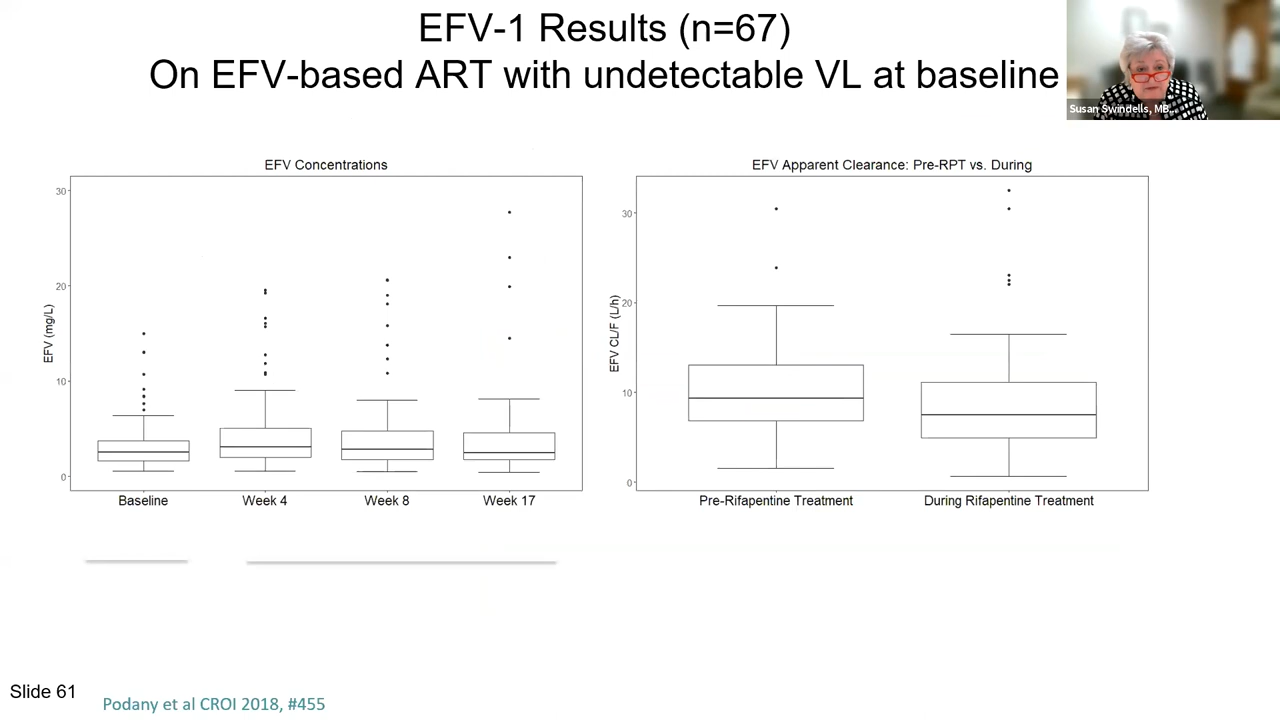 EFV-1 Results (n=67)
On EFV-based ART with undetectable VL at baseline
Susan Swindells, MB...
EFV Concentrations
EFV (mg/L)
30
20
10
0
Baseline
Week 4
Week 8
Week 17
EFV Apparent Clearance: Pre-RPT vs. During
EFV CL/F (L/h)
30
20
10
0
Pre-Rifapentine Treatment
During Rifapentine Treatment
Slide 61
Podany et al CROI 2018, #455